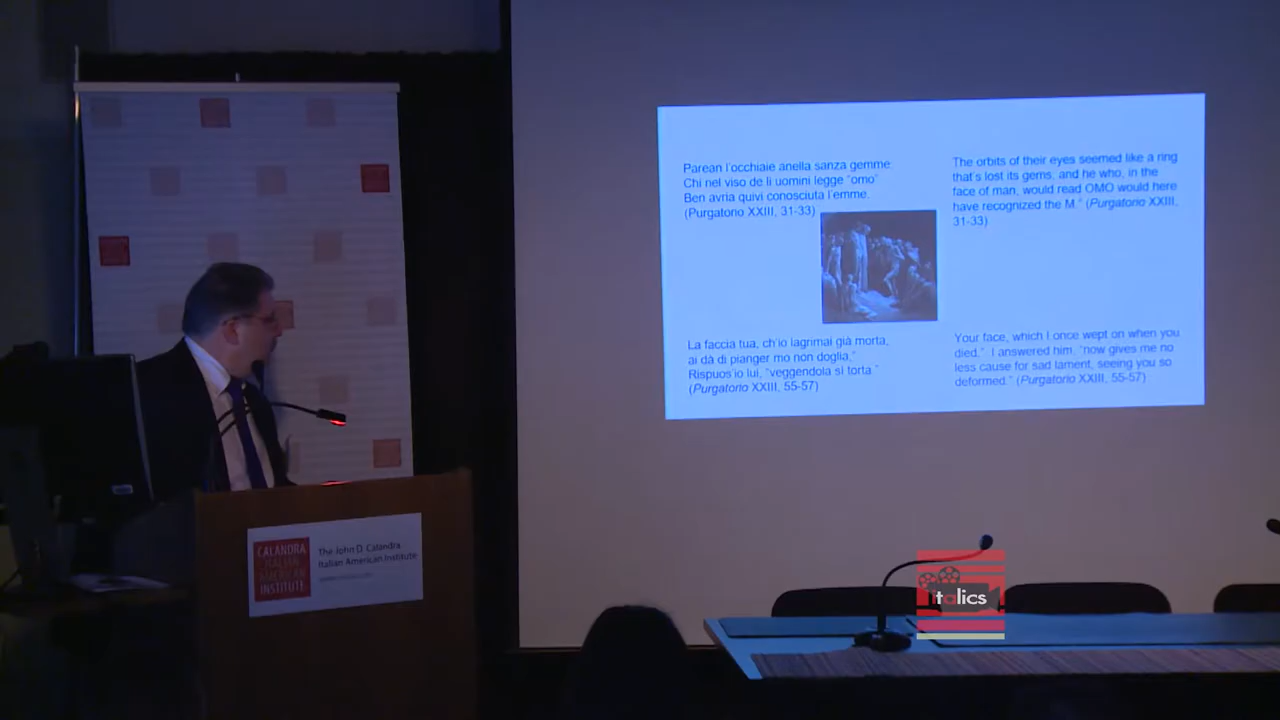 Parean l'occhiaie anella sanza gemme:
Chi nel viso de li uomini legge "omo"
Ben avria quivi conosciuta l'emme.
(Purgatorio XXIII, 31-33)
The orbits of their eyes seemed like a ring
that's lost its gems, and he who, in the
face of man, would read OMO would here
have recognized the M." (Purgatorio XXIII,
31-33)
La faccia tua, ch'io lagrimai già morta,
ai dà di pianger mo non doglia,"
Rispuos'io lui, "veggendola sì torta."
(Purgatorio XXIII, 55-57)
Your face, which I once wept on when you
died,". I answered him, "now gives me no
less cause for sad lament, seeing you so
deformed." (Purgatorio XXIII, 55-57)
CALANDRA
ITALIAN
AMERICAN
INSTITUTE
The John D. Calandra
Italian American Institute
italics